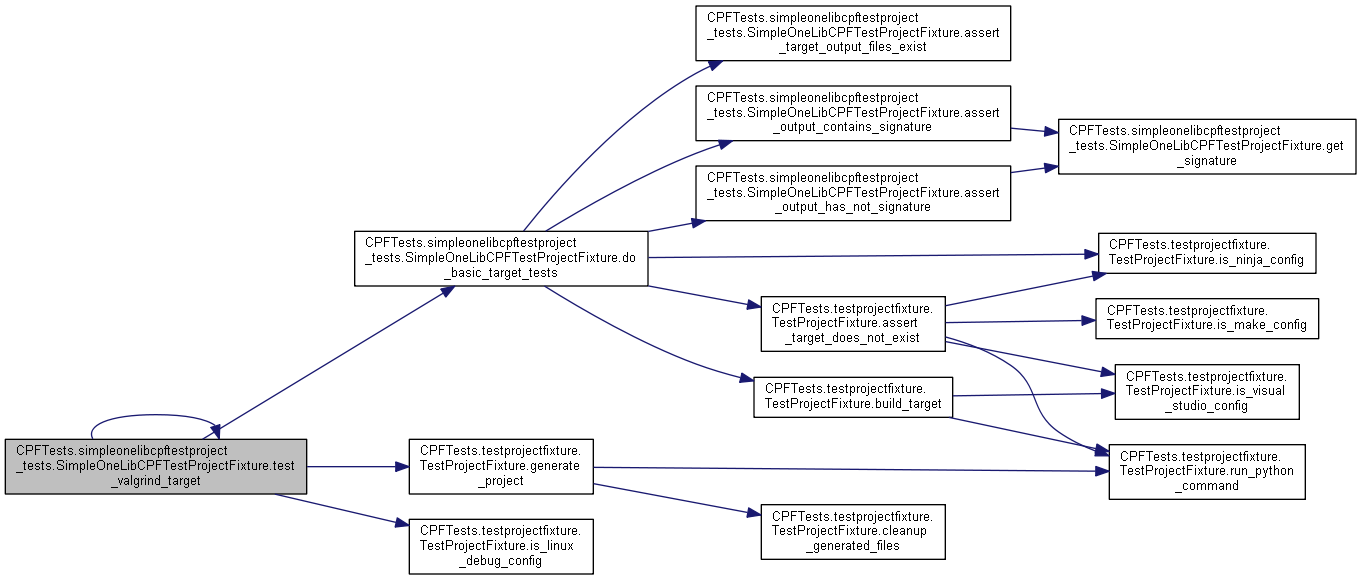 CPFTests.simpleonelibcpftestproject
_tests.SimpleOneLibCPFTestProjectFixture.assert
_target_output_files_exist
CPFTests.simpleonelibcpftestproject
_tests.SimpleOneLibCPFTestProjectFixture.assert
_output_contains_signature
CPFTests.simpleonelibcpftestproject
_tests.SimpleOneLibCPFTestProjectFixture.get
_signature
CPFTests.simpleonelibcpftestproject
_tests.SimpleOneLibCPFTestProjectFixture.assert
_output_has_not_signature
CPFTests.simpleonelibcpftestproject
_tests.SimpleOneLibCPFTestProjectFixture.do
_basic_target_tests
CPFTests.testprojectfixture.
TestProjectFixture.is_ninja_config
CPFTests.testprojectfixture.
TestProjectFixture.assert
_target_does_not_exist
CPFTests.testprojectfixture.
TestProjectFixture.is_make_config
CPFTests.testprojectfixture.
TestProjectFixture.build_target
CPFTests.testprojectfixture.
TestProjectFixture.is_visual
_studio_config
CPFTests.simpleonelibcpftestproject
_tests.SimpleOneLibCPFTestProjectFixture.test
_valgrind_target
CPFTests.testprojectfixture.
TestProjectFixture.generate
_project
CPFTests.testprojectfixture.
TestProjectFixture.run_python
_command
CPFTests.testprojectfixture.
TestProjectFixture.cleanup
_generated_files
CPFTests.testprojectfixture.
TestProjectFixture.is_linux
_debug_config